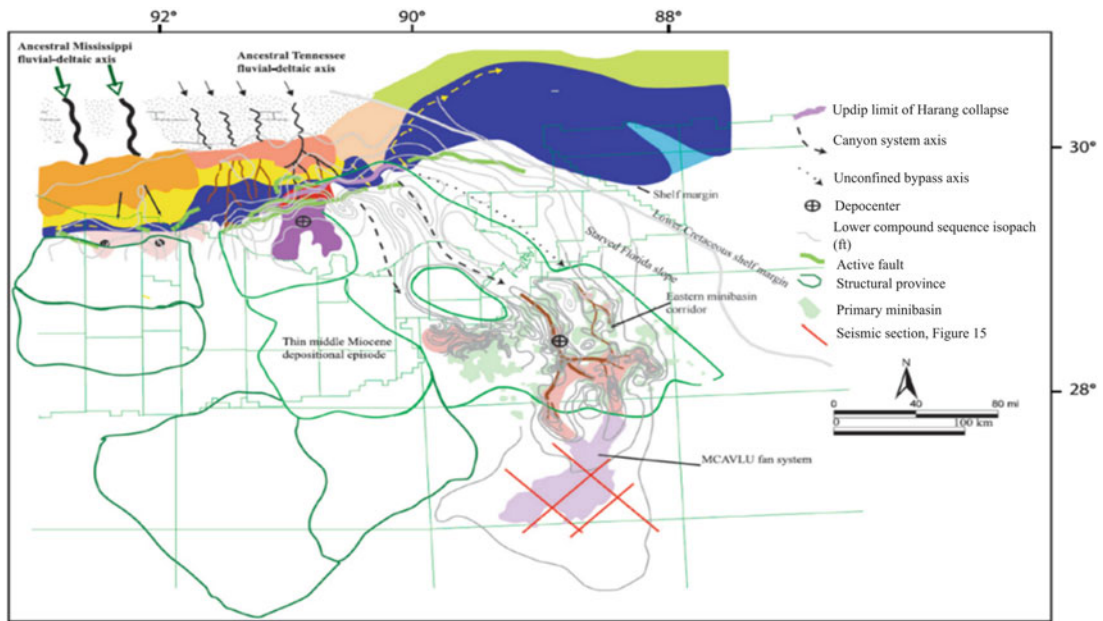 92°
90°
88°
Ancestral Mississippi
fluvial-deltaic axis
Ancestral Tennessee
fluvial-deltaic axis
Updip limit of Harang collapse
Canyon system axis
30°
Unconfined bypass axis
Shelf margin
Depocenter
Lower Cretaceous shelf margin
Lower compound sequence isopach
(ft)
Starved Florida slope
Active fault
Structural province
Eastern minibasin
corridor
Primary minibasin
Thin middle Miocene
depositional episode
Seismic section, Figure 15
N
28°
0 40 80 mi
0 100 km
MCAVLU fan system